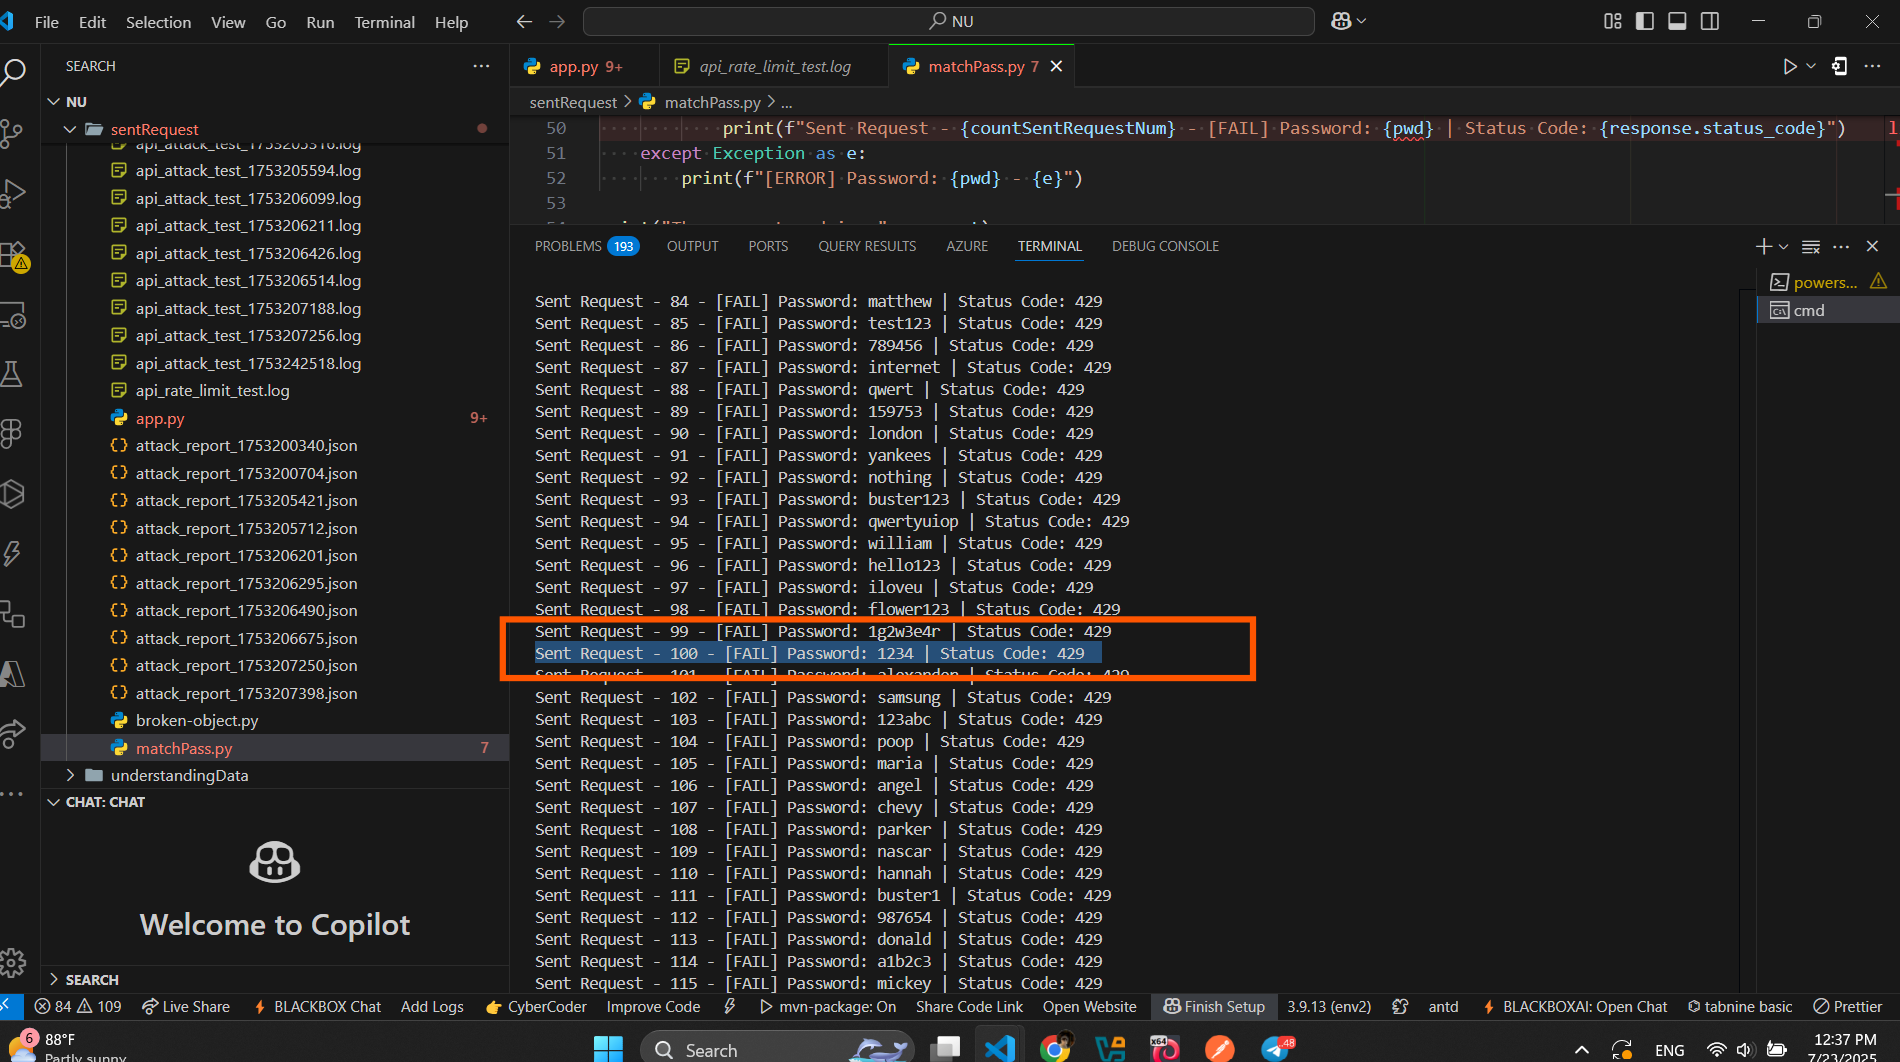 File Edit Selection View Go Run Terminal Help
NU
SEARCH
NU
sentRequest
api_attack_test_1753205316.log
api_attack_test_1753205594.log
api_attack_test_1753206099.log
api_attack_test_1753206211.log
api_attack_test_1753206426.log
api_attack_test_1753206514.log
api_attack_test_1753207188.log
api_attack_test_1753207256.log
api_attack_test_1753242518.log
api_rate_limit_test.log
app.py 9+
attack_report_1753200340.json
attack_report_1753200704.json
attack_report_1753205421.json
attack_report_1753205712.json
attack_report_1753206201.json
attack_report_1753206295.json
attack_report_1753206490.json
attack_report_1753206675.json
attack_report_1753207250.json
attack_report_1753207398.json
broken-object.py
matchPass.py 7
understandingData
CHAT: CHAT
Welcome to Copilot
SEARCH
app.py 9+ api_rate_limit_test.log matchPass.py 7
sentRequest > matchPass.py > ...
50 print(f"Sent Request - {countSentRequestNum} - [FAIL] Password: {pwd} | Status Code: {response.status_code}")
51 except Exception as e:
52 print(f"[ERROR] Password: {pwd} - {e}")
53
PROBLEMS 193 OUTPUT PORTS QUERY RESULTS AZURE TERMINAL DEBUG CONSOLE
powers...
cmd
Sent Request - 84 - [FAIL] Password: matthew | Status Code: 429
Sent Request - 85 - [FAIL] Password: test123 | Status Code: 429
Sent Request - 86 - [FAIL] Password: 789456 | Status Code: 429
Sent Request - 87 - [FAIL] Password: internet | Status Code: 429
Sent Request - 88 - [FAIL] Password: qwert | Status Code: 429
Sent Request - 89 - [FAIL] Password: 159753 | Status Code: 429
Sent Request - 90 - [FAIL] Password: london | Status Code: 429
Sent Request - 91 - [FAIL] Password: yankees | Status Code: 429
Sent Request - 92 - [FAIL] Password: nothing | Status Code: 429
Sent Request - 93 - [FAIL] Password: buster123 | Status Code: 429
Sent Request - 94 - [FAIL] Password: qwertyuiop | Status Code: 429
Sent Request - 95 - [FAIL] Password: william | Status Code: 429
Sent Request - 96 - [FAIL] Password: hello123 | Status Code: 429
Sent Request - 97 - [FAIL] Password: iloveu | Status Code: 429
Sent Request - 98 - [FAIL] Password: flower123 | Status Code: 429
Sent Request - 99 - [FAIL] Password: 1g2w3e4r | Status Code: 429
Sent Request - 100 - [FAIL] Password: 1234 | Status Code: 429
Sent Request - 101 - [FAIL] Password: alexander | Status Code: 429
Sent Request - 102 - [FAIL] Password: samsung | Status Code: 429
Sent Request - 103 - [FAIL] Password: 123abc | Status Code: 429
Sent Request - 104 - [FAIL] Password: poop | Status Code: 429
Sent Request - 105 - [FAIL] Password: maria | Status Code: 429
Sent Request - 106 - [FAIL] Password: angel | Status Code: 429
Sent Request - 107 - [FAIL] Password: chevy | Status Code: 429
Sent Request - 108 - [FAIL] Password: parker | Status Code: 429
Sent Request - 109 - [FAIL] Password: nascar | Status Code: 429
Sent Request - 110 - [FAIL] Password: hannah | Status Code: 429
Sent Request - 111 - [FAIL] Password: buster1 | Status Code: 429
Sent Request - 112 - [FAIL] Password: 987654 | Status Code: 429
Sent Request - 113 - [FAIL] Password: donald | Status Code: 429
Sent Request - 114 - [FAIL] Password: a1b2c3 | Status Code: 429
Sent Request - 115 - [FAIL] Password: mickey | Status Code: 429
84 109 Live Share BLACKBOX Chat Add Logs CyberCoder Improve Code mvn-package: On Share Code Link Open Website Finish Setup 3.9.13 (env2) antd BLACKBOXAI: Open Chat tabnine basic Prettier
6 88°F
Partly sunny
Search
x64
48
ENG
12:37 PM
7/23/2025